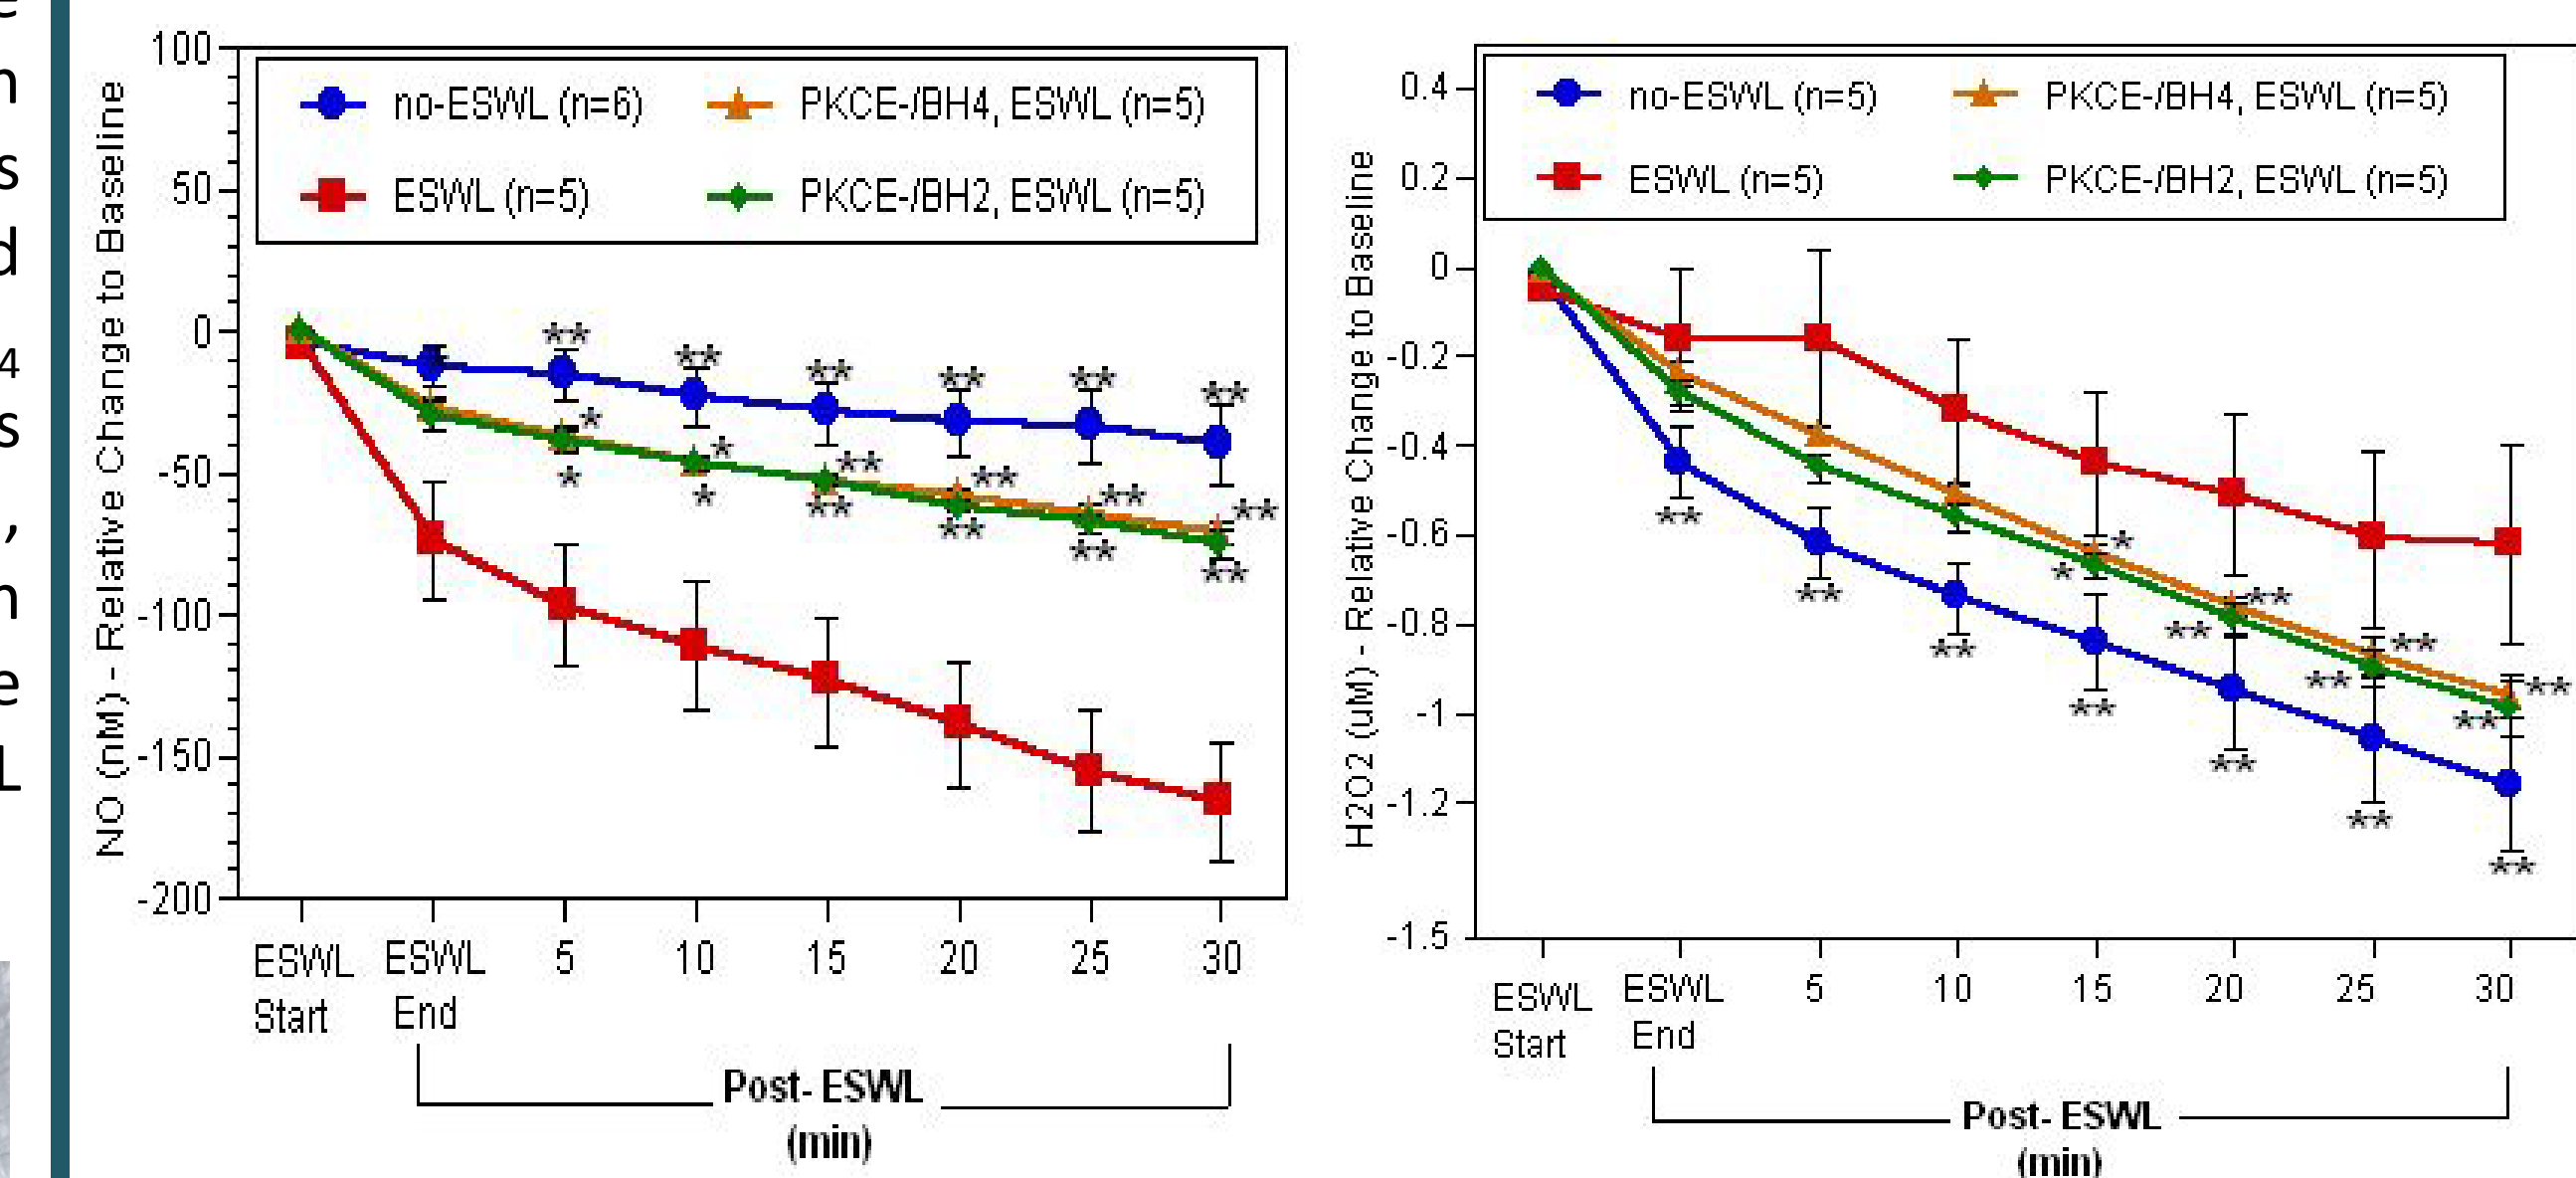 e
n
s
d
4
s
,
n
e
L
NO (nM) - Relative Change to Baseline
100
50
0
-50
-100
-150
-200
no-ESWL (n=6)
PKCE-/BH4, ESWL (n=5)
ESWL (n=5)
PKCE-/BH2, ESWL (n=5)
** ** ** ** ** **
* * ** ** ** **
* * ** ** ** **
ESWL Start
ESWL End
5 10 15 20 25 30
Post- ESWL
(min)
H2O2 (uM) - Relative Change to Baseline
0.4
0.2
0
-0.2
-0.4
-0.6
-0.8
-1
-1.2
-1.5
no-ESWL (n=5)
PKCE-/BH4, ESWL (n=5)
ESWL (n=5)
PKCE-/BH2, ESWL (n=5)
* ** ** **
* ** ** **
** ** ** ** ** ** **
ESWL Start
ESWL End
5 10 15 20 25 30
Post- ESWL
(min)